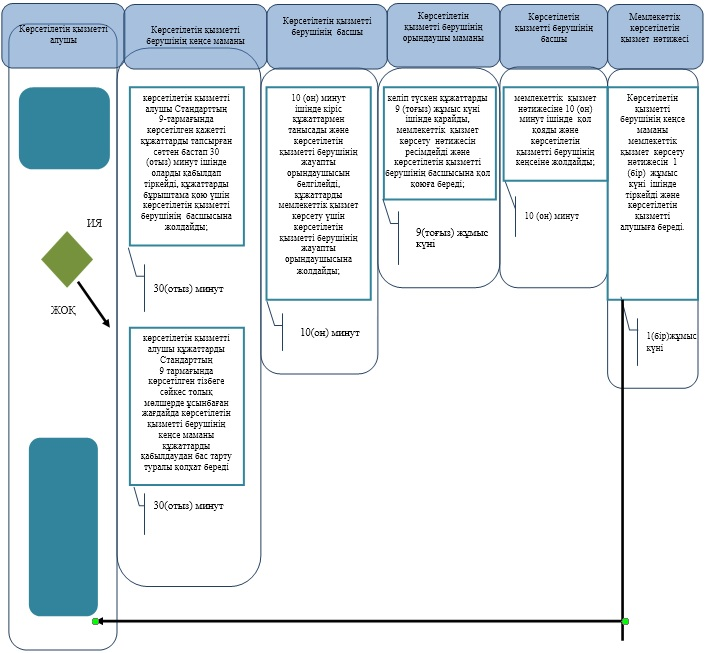 Көрсетілетін қызметті
алушы
Көрсетілетін қызметті
берушінің кеңсе маманы
Көрсетілетін қызметті
берушінің басшы
Көрсетілетін
қызметті берушінің
орындаушы маманы
Көрсетілетін
қызметті берушінің
басшы
Мемлекеттік
көрсетілетін
қызмет нәтижесі
көрсетілетін қызметті
алушы Стандарттың
9-тармағында
көрсетілген қажетті
құжаттарды тапсырған
сәттен бастап 30
(отыз) минут ішінде
оларды қабылдап
тіркейді, құжаттарды
бұрыштама қою үшін
көрсетілетін қызметті
берушінің басшысына
жолдайды;
30(отыз) минут
ИЯ
ЖОҚ
көрсетілетін қызметті
алушы құжаттарды
Стандарттың
9 тармағында
көрсетілген тізбеге
сәйкес толық
мөлшерде ұсынбаған
жағдайда көрсетілетін
қызметті берушінің
кеңсе маманы
құжаттарды
қабылдаудан бас тарту
туралы қолхат береді
30(отыз) минут
10 (он) минут
ішінде кіріс
құжаттармен
танысады және
көрсетілетін
қызметті берушінің
жауапты
орындаушысын
белгілейді,
құжаттарды
мемлекеттік қызмет
көрсету үшін
көрсетілетін
қызметті берушінің
жауапты
орындаушысына
жолдайды;
10(он) минут
келіп түскен құжаттарды
9 (тоғыз) жұмыс күні
ішінде қарайды,
мемлекеттік қызмет
көрсету нәтижесін
ресімдейді және
көрсетілетін қызметті
берушінің басшысына қол
қоюға береді;
9(тоғыз) жұмыс
күні
мемлекеттік қызмет
нәтижесіне 10 (он)
минут ішінде қол
қояды және
көрсетілетін
қызметті берушінің
кеңсеіне жолдайды;
10 (он) минут
Көрсетілетін
қызметті
берушінің кеңсе
маманы
мемлекеттік
қызмет көрсету
нәтижесін 1
(бір) жұмыс
күні ішінде
тіркейді және
көрсетілетін
қызметті
алушыға береді.
1(бір)жұмыс
күні